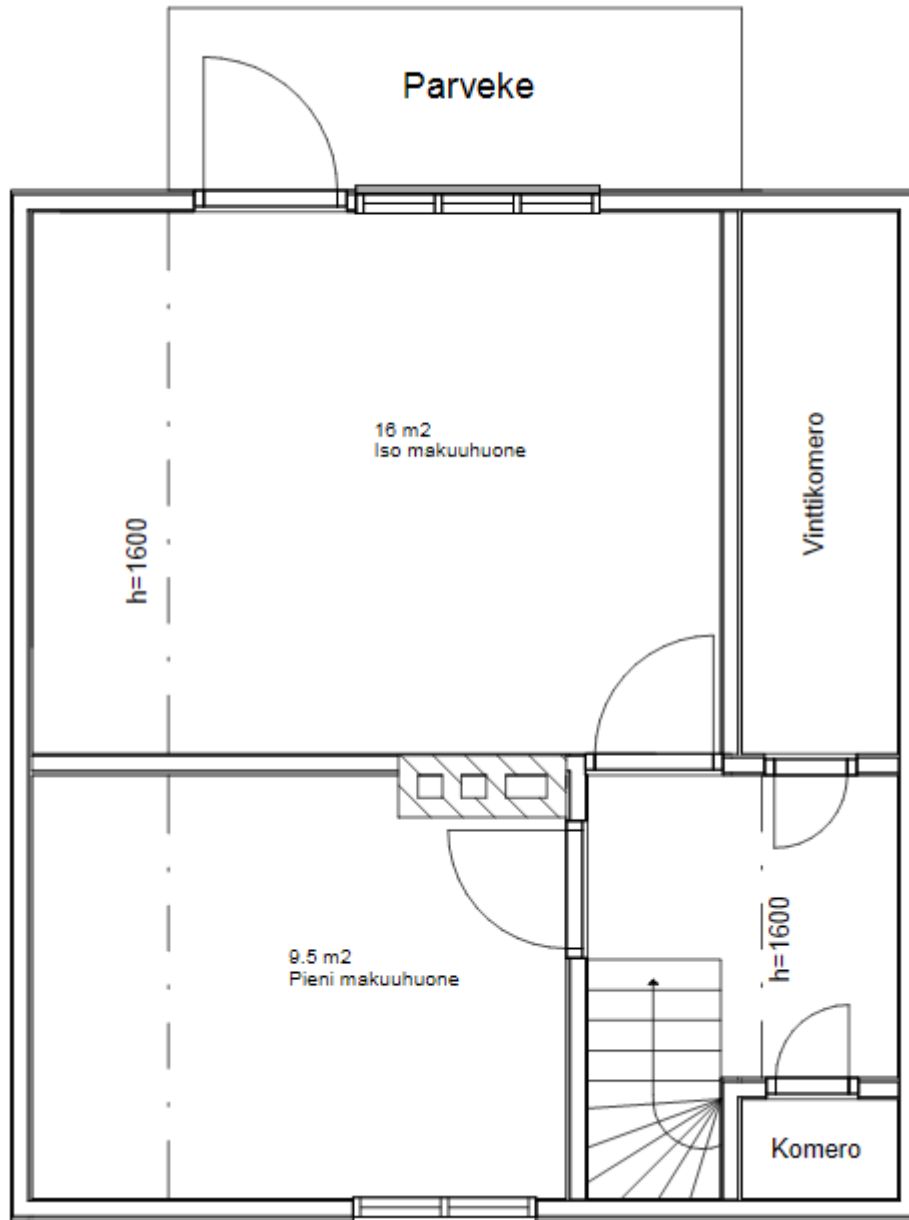 Parveke
16 m2
Iso makuuhuone
Vinttikomero
h=1600
9.5 m2
Pieni makuuhuone
h=1600
Komero